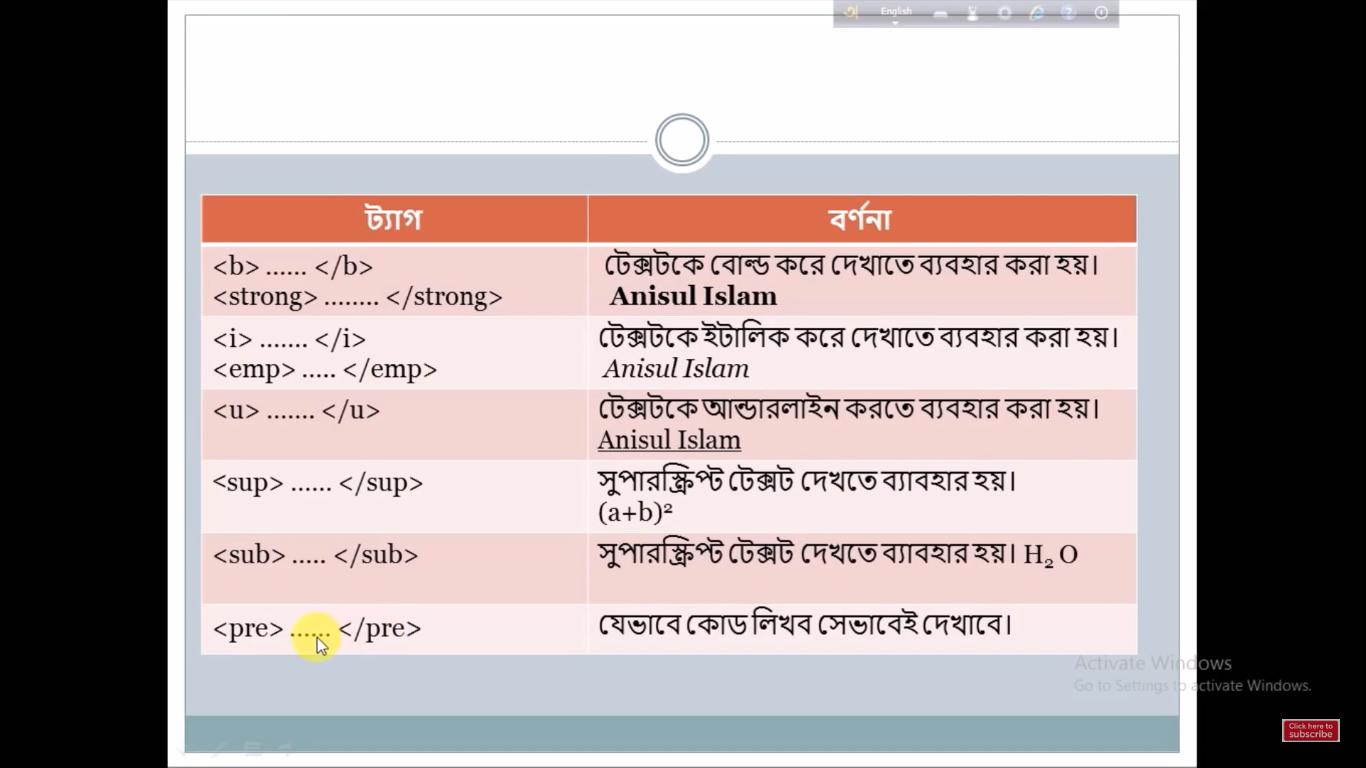 অ English
ট্যাগ বর্ণনা
<b> ...... </b> টেক্সটকে বোল্ড করে দেখাতে ব্যবহার করা হয়।
<strong> ........ </strong> Anisul Islam
<i> ....... </i> টেক্সটকে ইটালিক করে দেখাতে ব্যবহার করা হয়।
<emp> ..... </emp> Anisul Islam
<u> ....... </u> টেক্সটকে আন্ডারলাইন করতে ব্যবহার করা হয়।
Anisul Islam
<sup> ...... </sup> সুপারস্ক্রিপ্ট টেক্সট দেখতে ব্যাবহার হয়।
(a+b)²
<sub> ..... </sub> সুপারস্ক্রিপ্ট টেক্সট দেখতে ব্যাবহার হয়। H₂ O
<pre> ...... </pre> যেভাবে কোড লিখব সেভাবেই দেখাবে।
Activate Windows
Go to Settings to activate Windows.
Click here to
subscribe